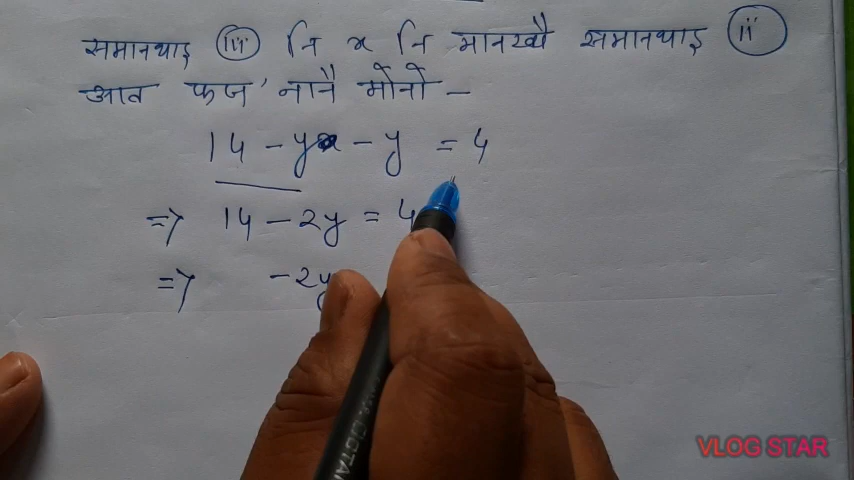 समानथाइ (iii) नि x नि मानखौ समानथाइ (ii)
आव फज'नानै मोनो -
14 - y - y = 4
=> 14 - 2y = 4
=> -2y
VLOG STAR